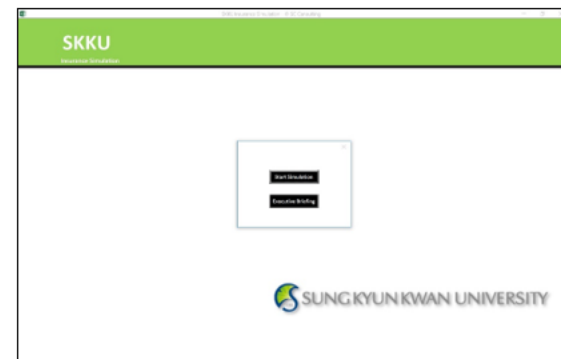 SKKU
Insurance Simulation
Start Simulation
Executive Briefing
SUNGKYUNKWAN UNIVERSITY